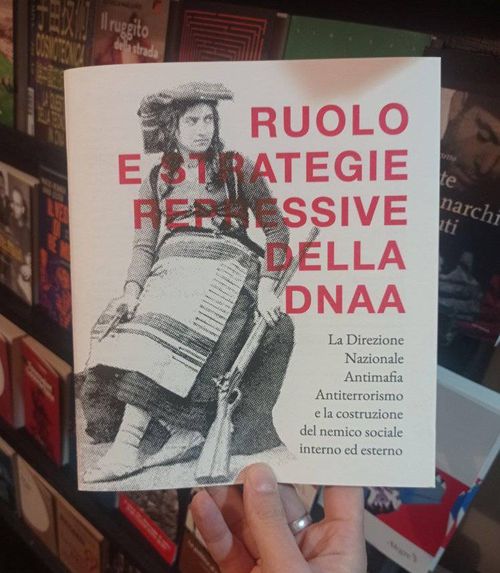 Il ruggito
della strada
COSMOTECNICA
RUOLO
E STRATEGIE
REPRESSIVE
DELLA
DNAA
La Direzione
Nazionale
Antimafia
Antiterrorismo
e la costruzione
del nemico sociale
interno ed esterno